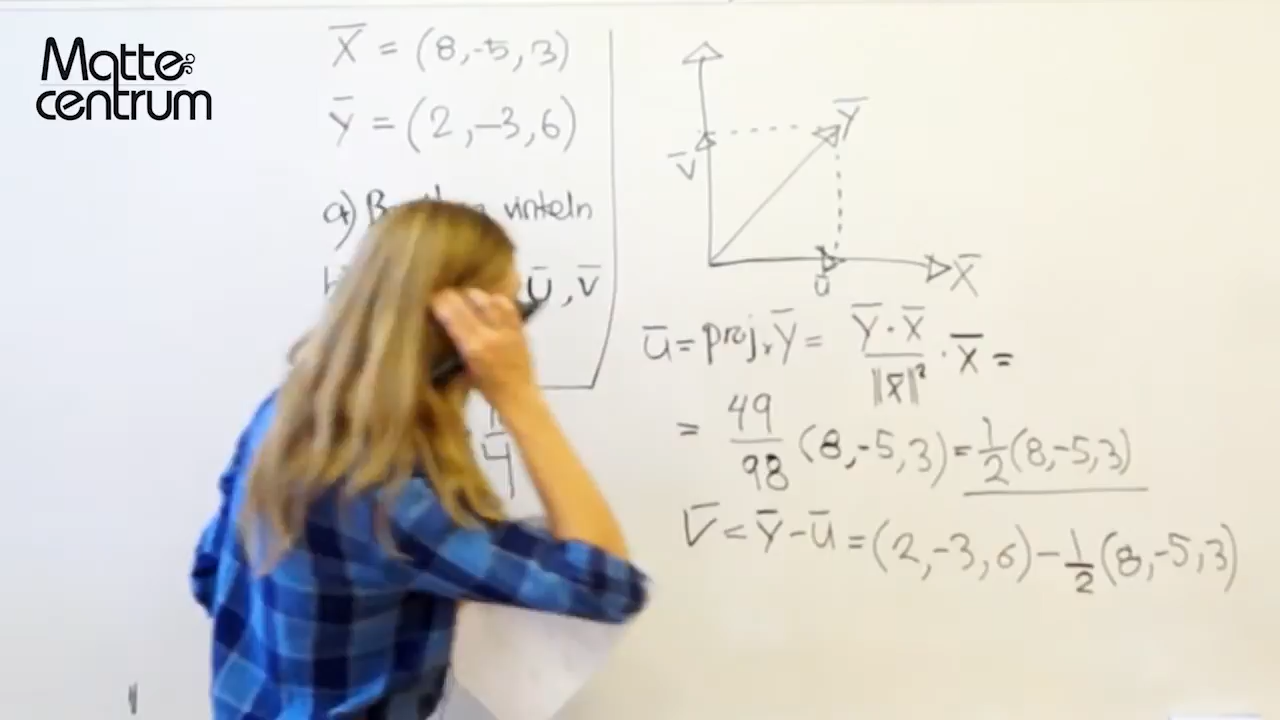 Matte
centrum
X̅ = (8,-5,3)
Y̅ = (2,-3,6)
a) vinkeln
U̅, V̅
Y̅
V̅
u̅
X̅
U̅ = proj Y̅ = Y̅·X̅ / ‖X̅‖² · X̅ =
= 49/98 (8,-5,3) = 1/2 (8,-5,3)
V̅ = Y̅ - U̅ = (2,-3,6) - 1/2 (8,-5,3)